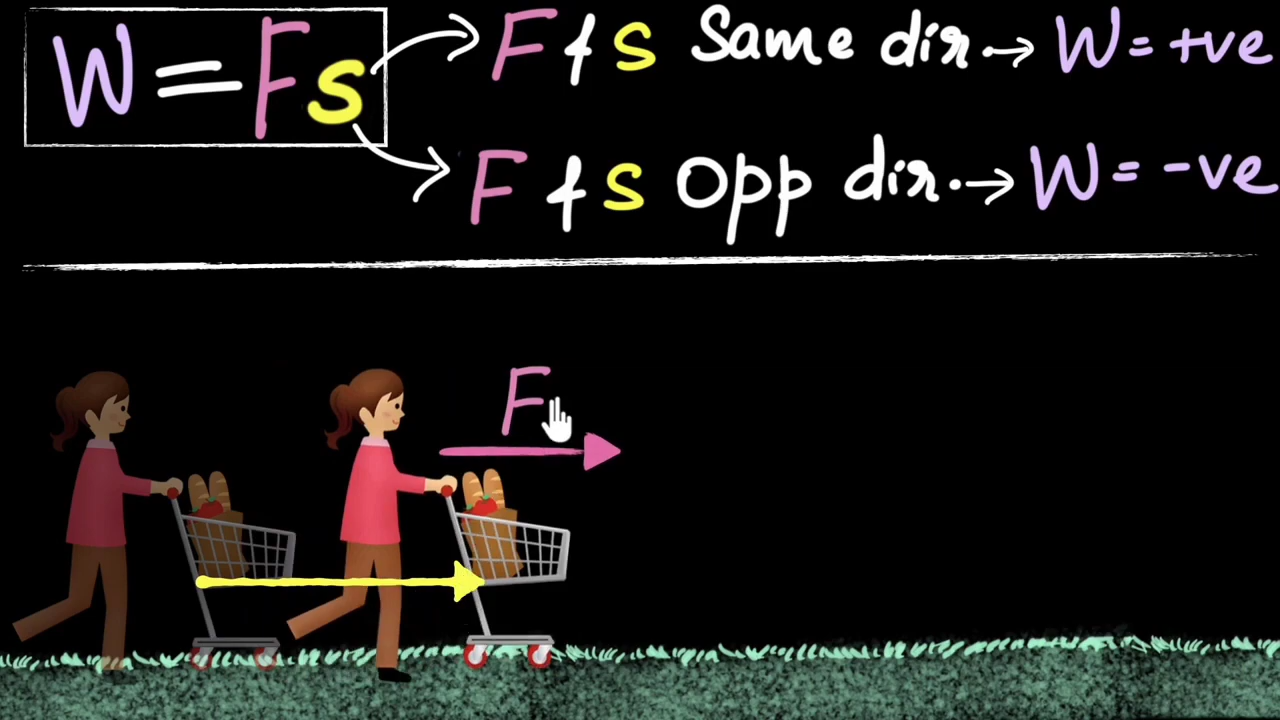 W = Fs
F & s Same dir. → W = +ve
F & s Opp dir. → W = -ve
F